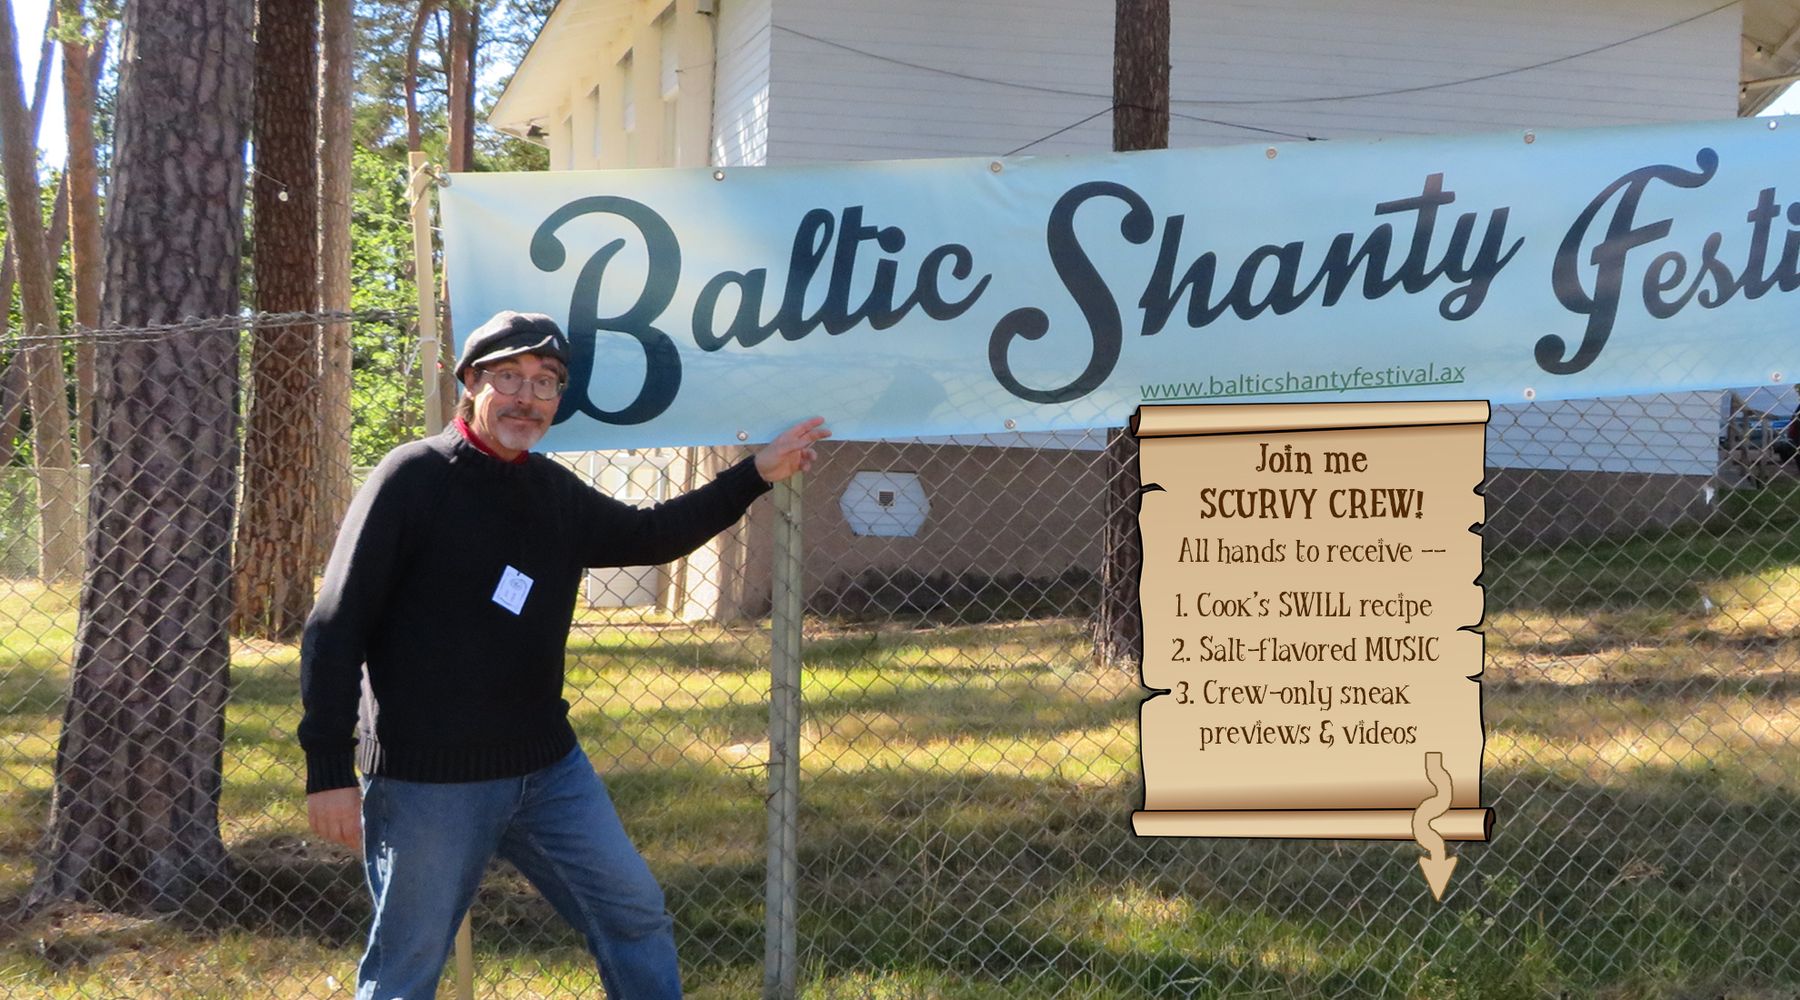 Baltic Shanty Festi
www.balticshantyfestival.ax
Join me
SCURVY CREW!
All hands to receive --
1. Cook's SWILL recipe
2. Salt-flavored MUSIC
3. Crew-only sneak
previews & videos